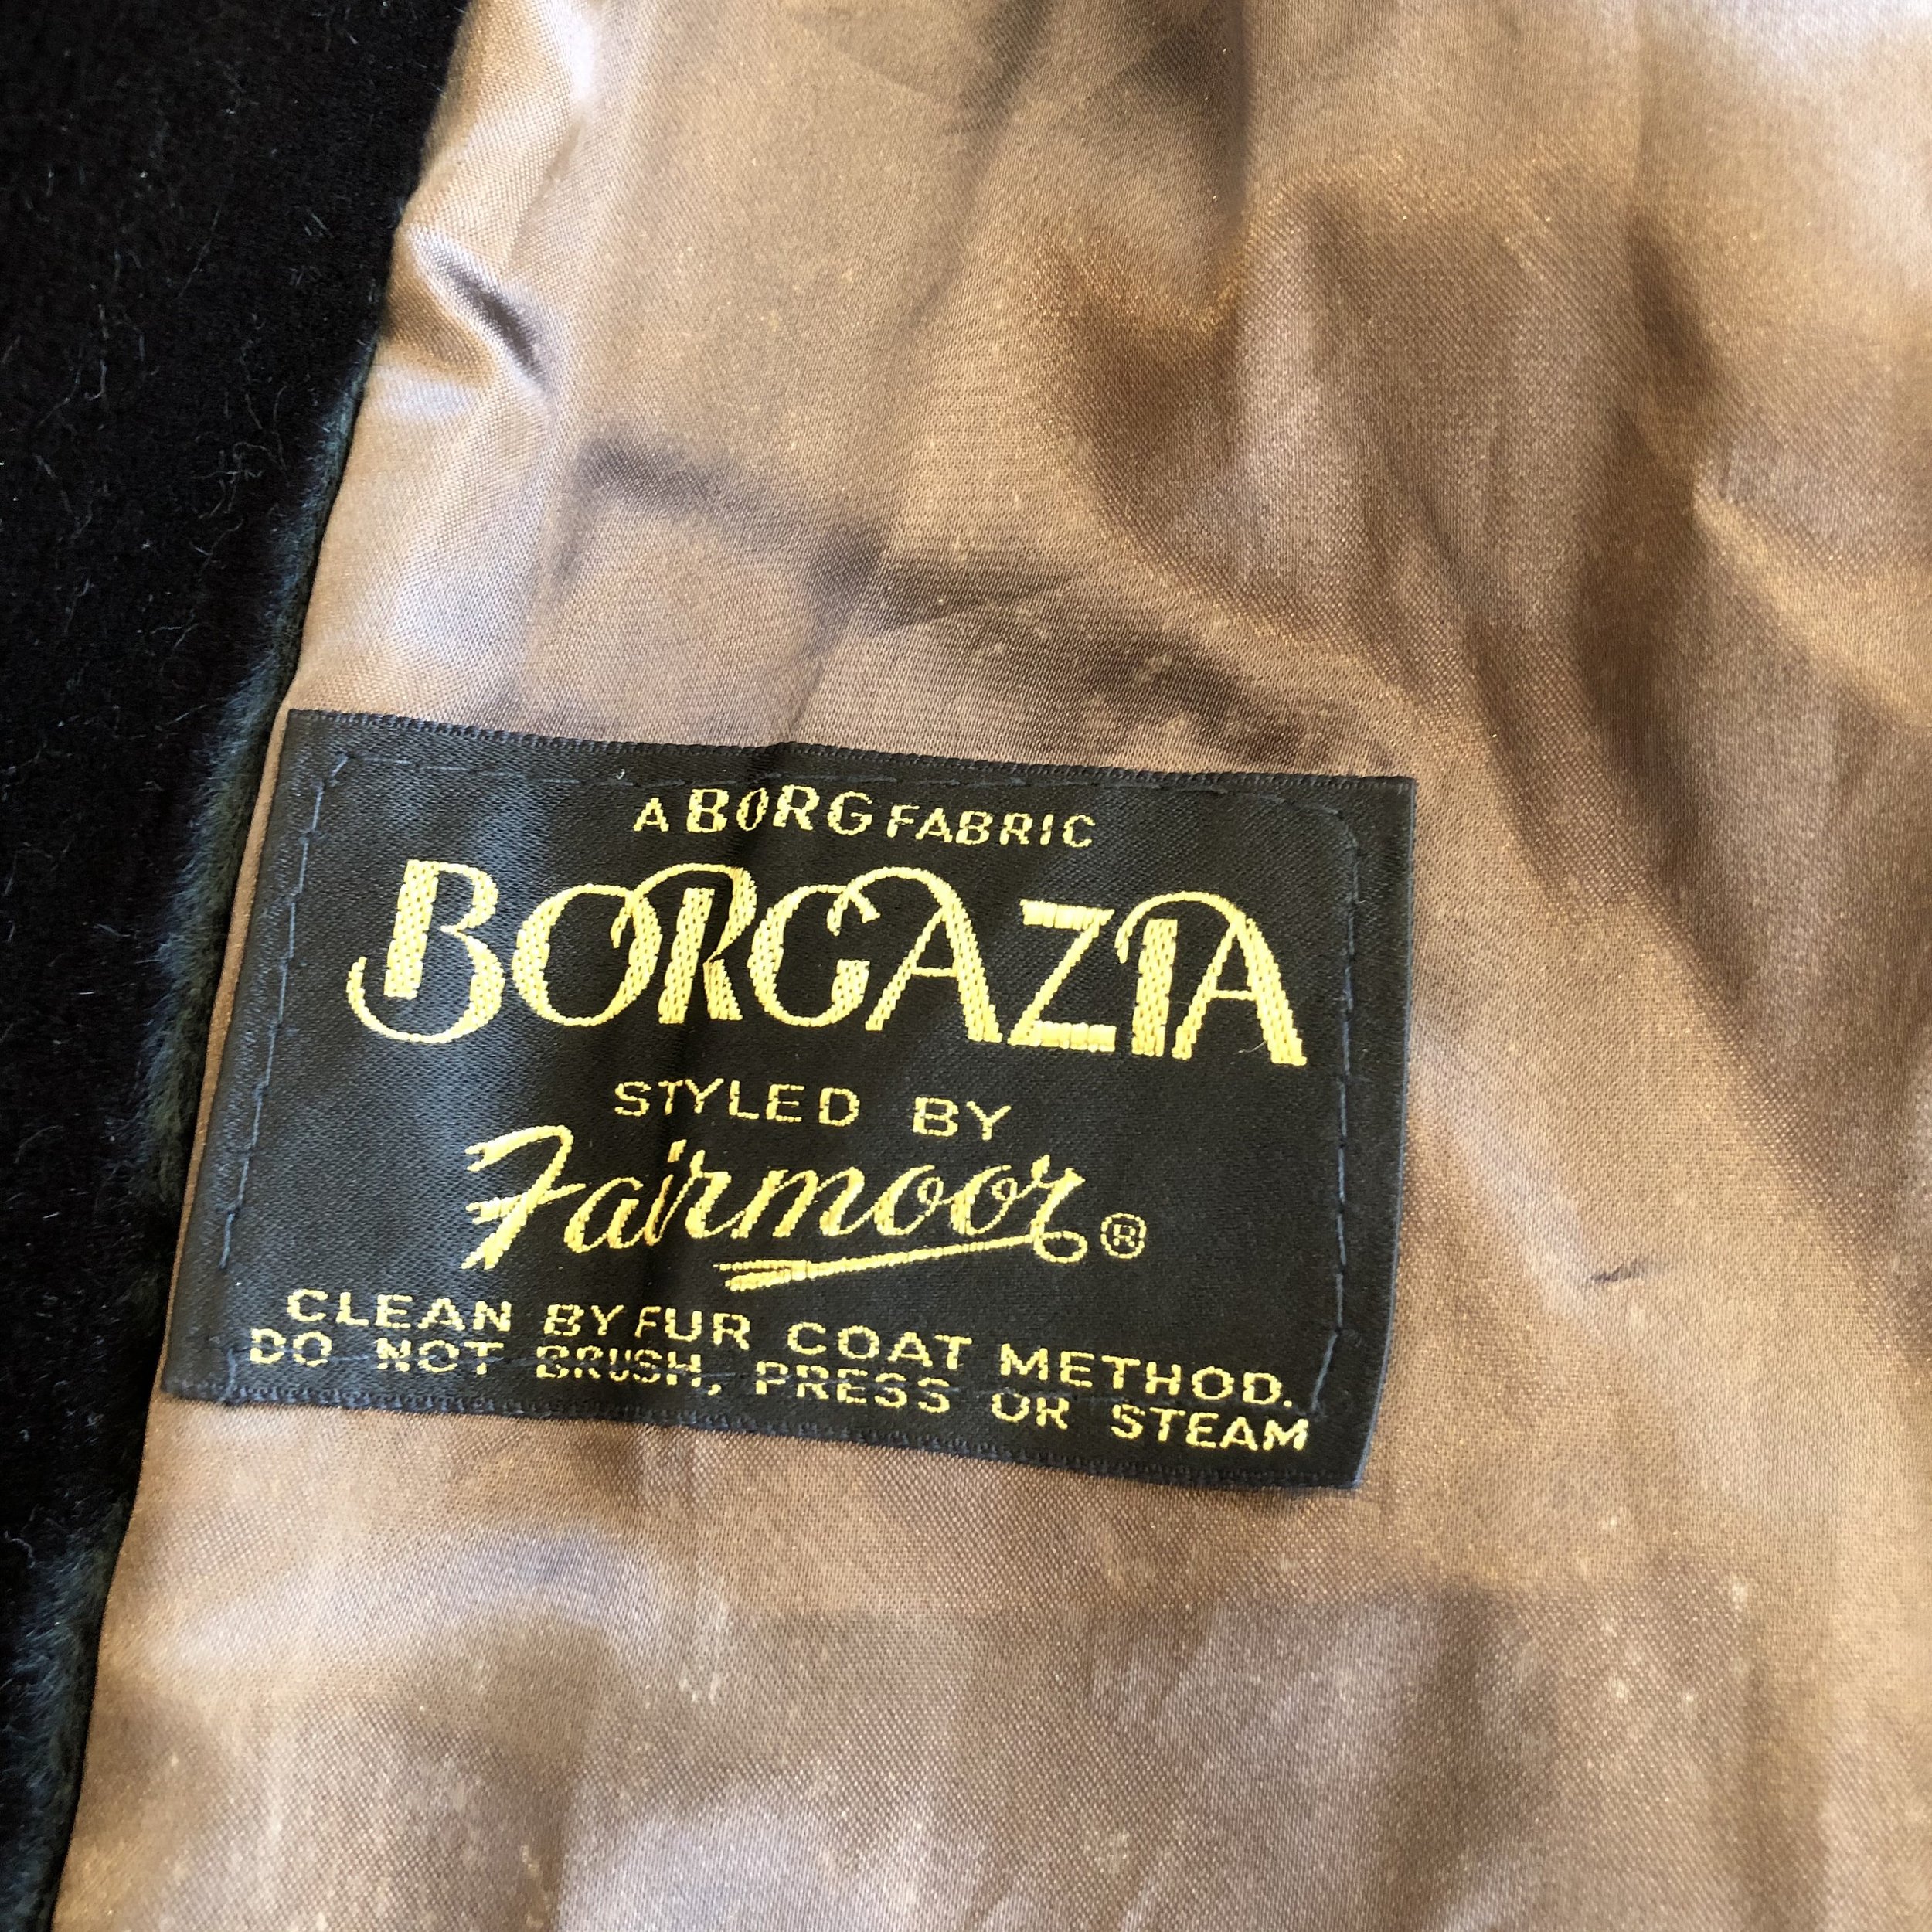 A BORG FABRIC
BORGAZIA
STYLED BY
Fairmoor ®
CLEAN BY FUR COAT METHOD.
DO NOT BRUSH, PRESS OR STEAM